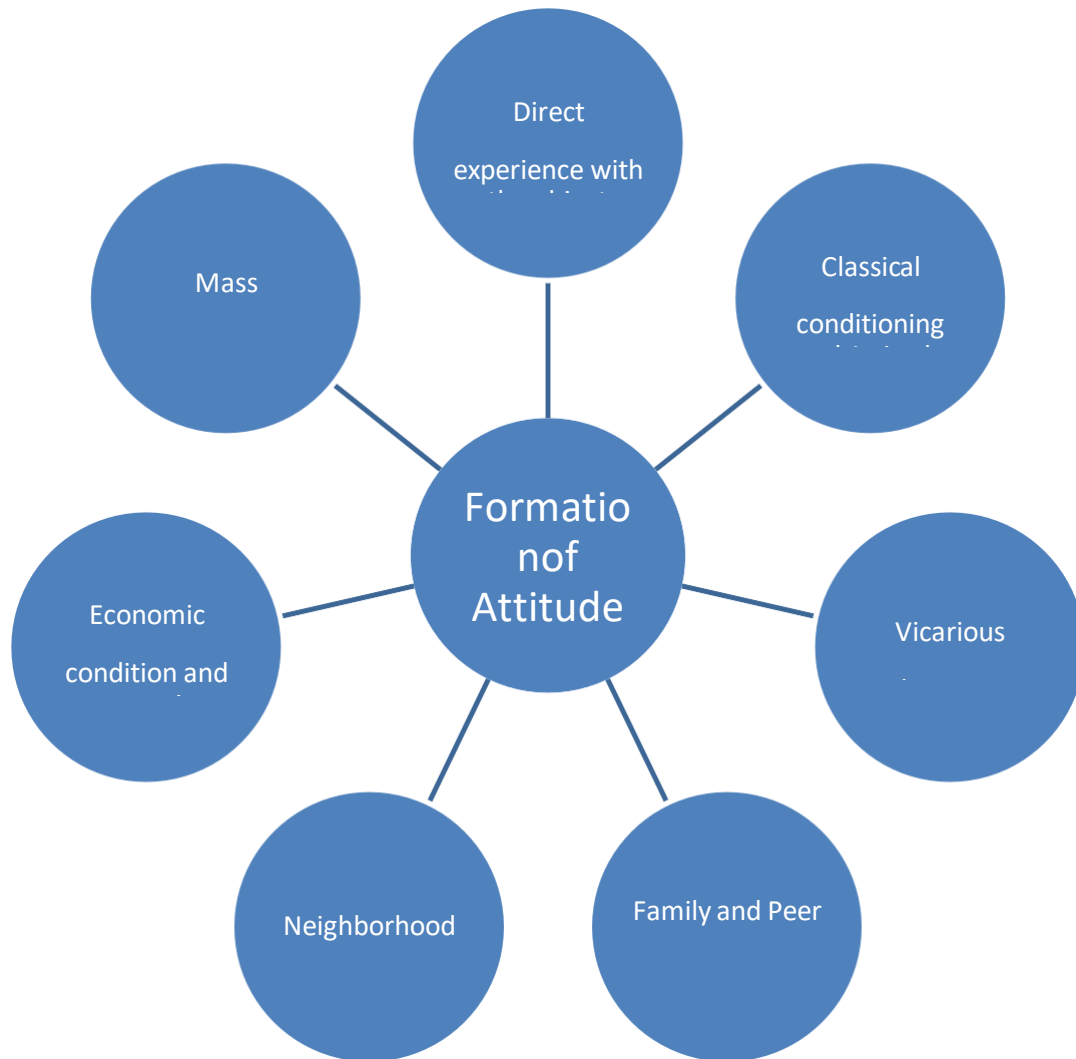 Direct
experience with
Classical
conditioning
Vicarious
Family and Peer
Neighborhood
Economic
condition and
Mass
Formatio
nof
Attitude